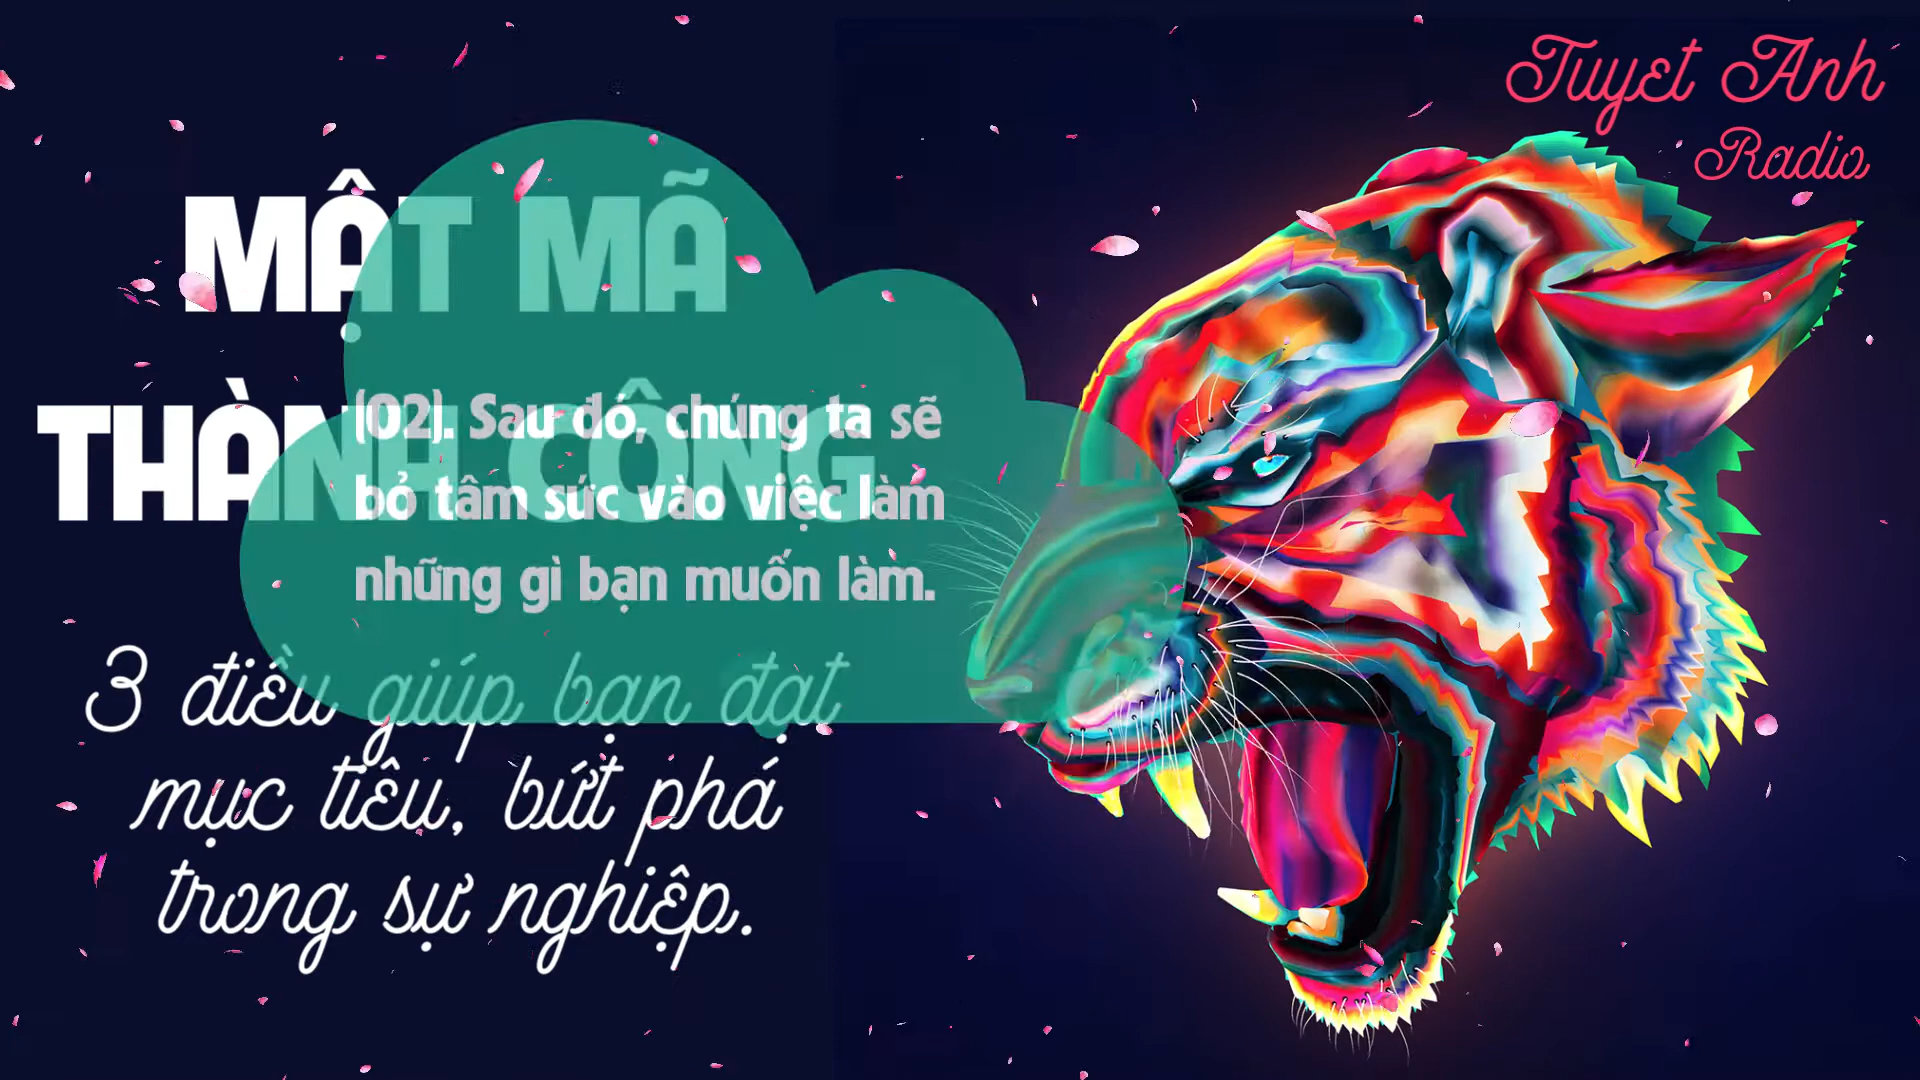 Tuyet Anh
Radio
MẬT MÃ
THÀNH CÔNG
(02). Sau đó, chúng ta sẽ
bỏ tâm sức vào việc làm
những gì bạn muốn làm.
3 điều giúp bạn đạt
mục tiêu, bứt phá
trong sự nghiệp.